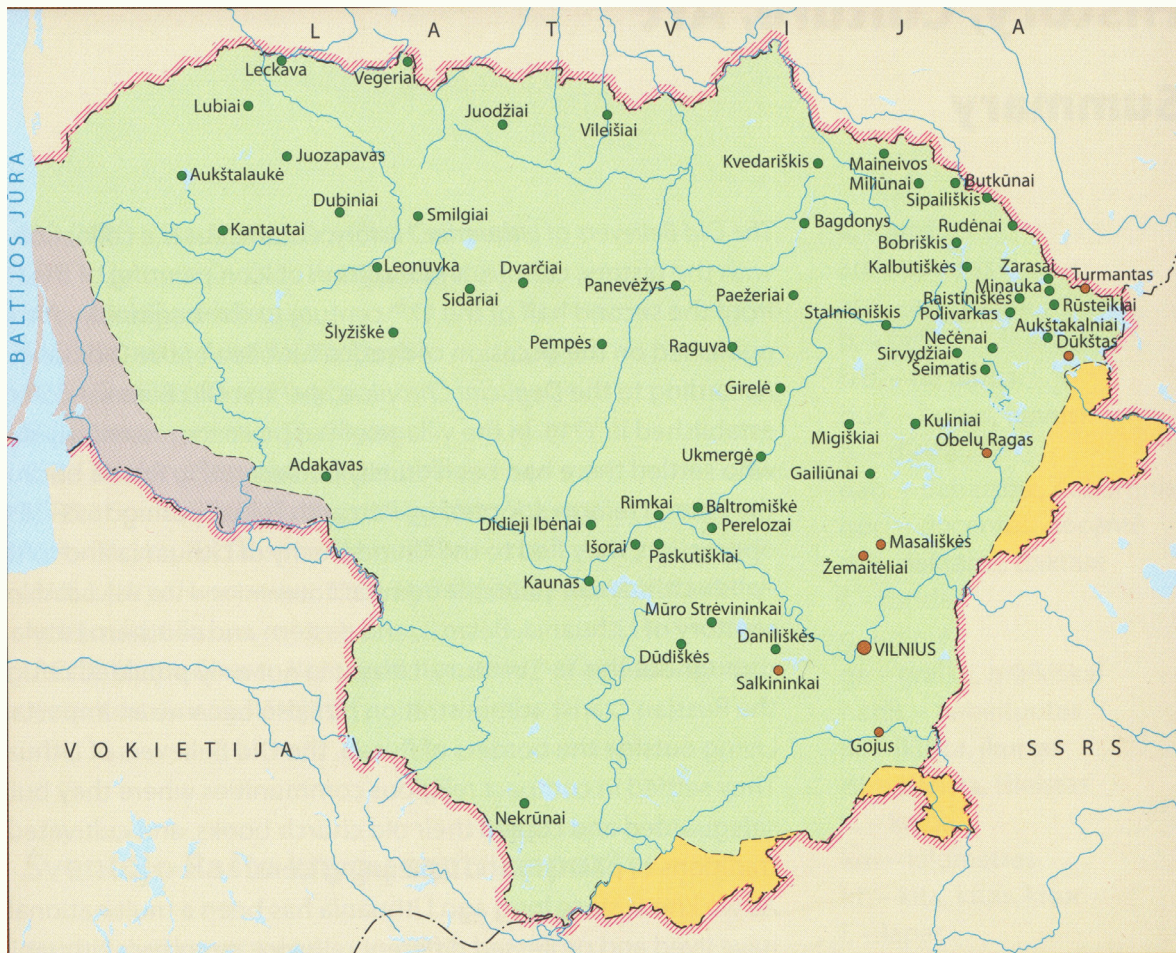 L A T V I J A
Leckava
Vegeriai
Lubiai
Juodžiai
Vileišiai
Juozapavas
Aukštalaukė
Kvedariškis
Maineivos
Miliūnai
Butkūnai
Sipailiškis
Dubiniai
Smilgiai
Kantautai
Bagdonys
Rudėnai
Bobriškis
BALTIJOS JŪRA
Leonuvka
Dvarčiai
Sidariai
Panevėžys
Paežeriai
Kalbutiškės
Zarasai
Turmantas
Minauka
Raistiniškės
Rūsteikiai
Polivarkas
Stalnioniškis
Aukštakalniai
Šlyžiškė
Pempės
Raguva
Nečėnai
Dūkštas
Sirvydžiai
Šeimatis
Girelė
Migiškiai
Kuliniai
Obelų Ragas
Adakavas
Ukmergė
Gailiūnai
Rimkai
Baltromiškė
Didieji Ibėnai
Perelozai
Išorai
Paskutiškiai
Masališkės
Žemaitėliai
Kaunas
Mūro Strėvininkai
Daniliškės
Dūdiškės
VILNIUS
Salkininkai
Gojus
VOKIETIJA
SSRS
Nekrūnai